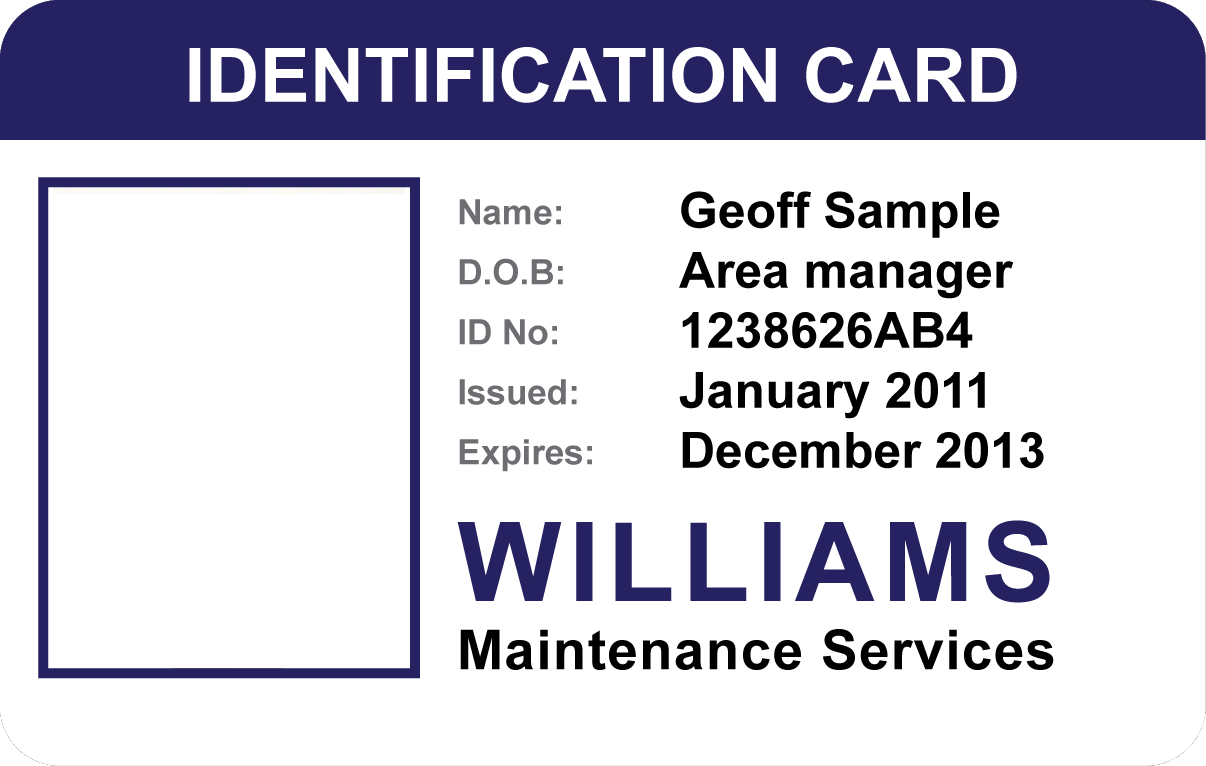 IDENTIFICATION CARD
Name: Geoff Sample
D.O.B: Area manager
ID No: 1238626AB4
Issued: January 2011
Expires: December 2013
WILLIAMS
Maintenance Services